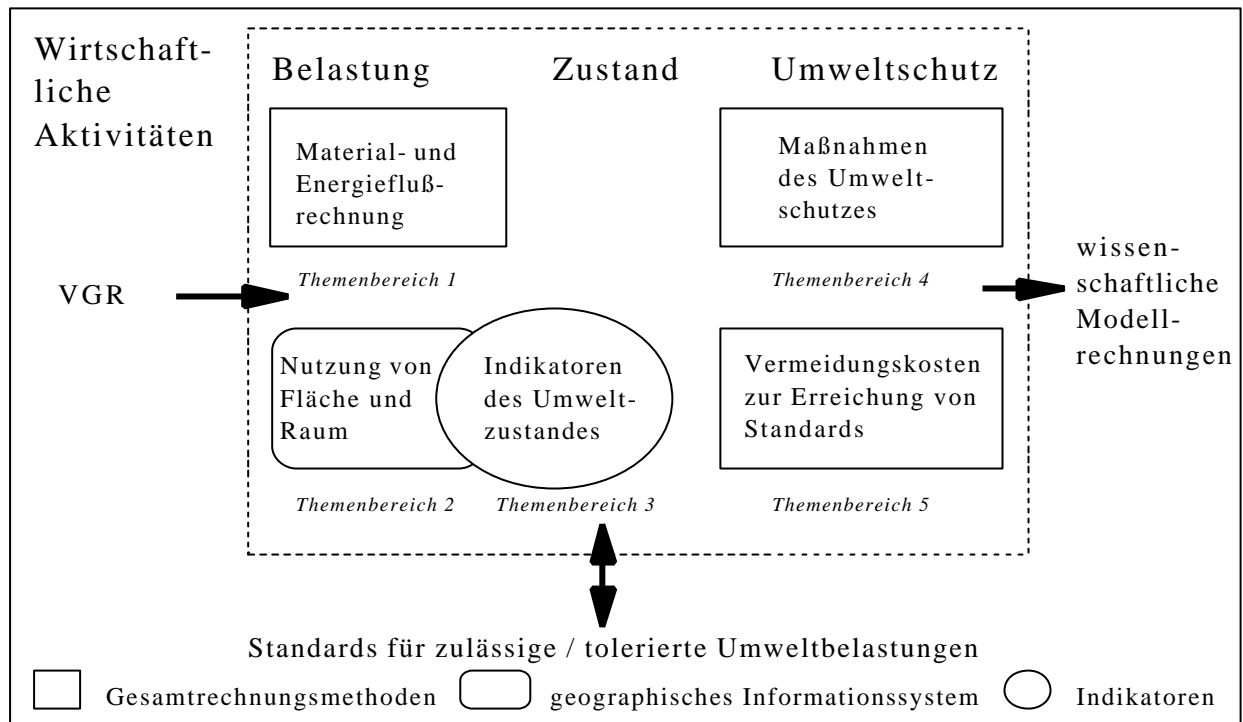 Wirtschaft-
liche
Aktivitäten
Belastung Zustand Umweltschutz
Material- und
Energiefluß-
rechnung
Maßnahmen
des Umwelt-
schutzes
Themenbereich 1
Themenbereich 4
VGR
wissen-
schaftliche
Modell-
rechnungen
Nutzung von
Fläche und
Raum
Indikatoren
des Umwelt-
zustandes
Vermeidungskosten
zur Erreichung von
Standards
Themenbereich 2
Themenbereich 3
Themenbereich 5
Standards für zulässige / tolerierte Umweltbelastungen
Gesamtrechnungsmethoden geographisches Informationssystem Indikatoren